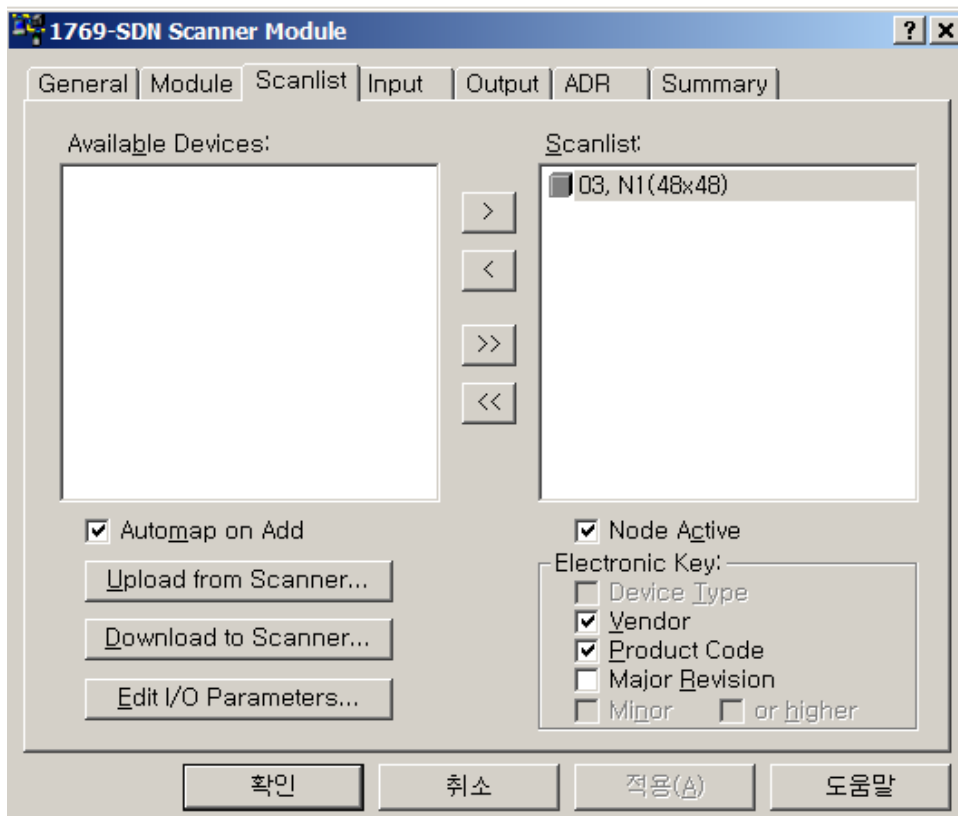 1769-SDN Scanner Module
General Module Scanlist Input Output ADR Summary
Available Devices:
Scanlist:
03, N1(48x48)
>
<
>>
<<
Automap on Add
Node Active
Upload from Scanner...
Electronic Key:
Device Type
Vendor
Download to Scanner...
Product Code
Major Revision
Edit I/O Parameters...
Minor or higher
확인 취소 적용(A) 도움말